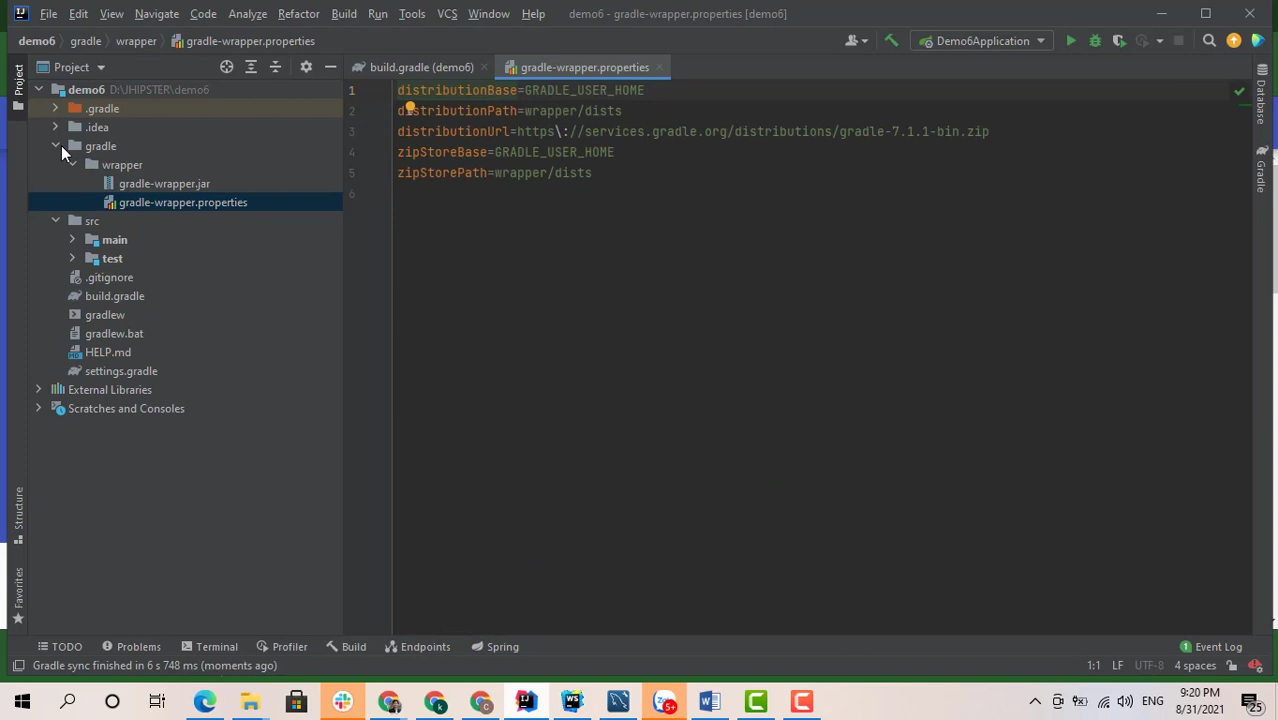 File Edit View Navigate Code Analyze Refactor Build Run Tools VCS Window Help demo6 - gradle-wrapper.properties [demo6]
demo6 gradle wrapper gradle-wrapper.properties Demo6Application
Project build.gradle (demo6) gradle-wrapper.properties
demo6 D:\JHIPSTER\demo6
.gradle
.idea
gradle
wrapper
gradle-wrapper.jar
gradle-wrapper.properties
src
main
test
.gitignore
build.gradle
gradlew
gradlew.bat
HELP.md
settings.gradle
External Libraries
Scratches and Consoles
1 distributionBase=GRADLE_USER_HOME
2 distributionPath=wrapper/dists
3 distributionUrl=https\://services.gradle.org/distributions/gradle-7.1.1-bin.zip
4 zipStoreBase=GRADLE_USER_HOME
5 zipStorePath=wrapper/dists
6
Project
Structure
Favorites
Database
Gradle
TODO Problems Terminal Profiler Build Endpoints Spring 1 Event Log
Gradle sync finished in 6 s 748 ms (moments ago) 1:1 LF UTF-8 4 spaces
5+ ENG 9:20 PM
8/31/2021 25